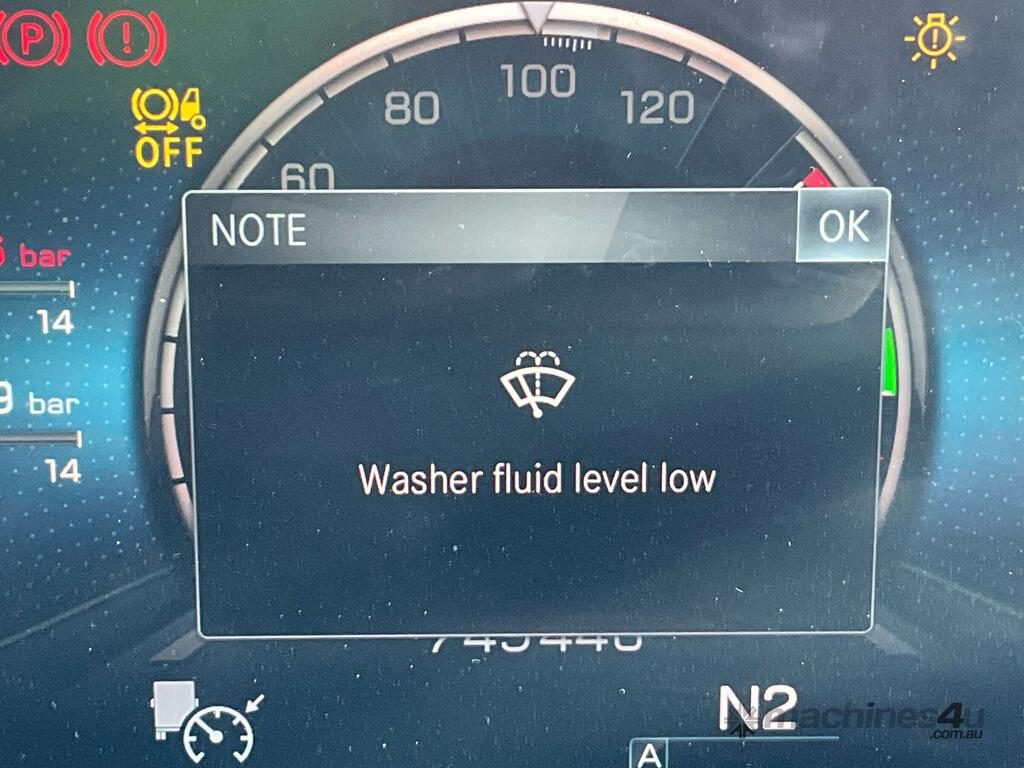 P
80
100
120
OFF
60
NOTE
OK
bar
14
bar
14
Washer fluid level low
N2
A
machines4u
.com.au